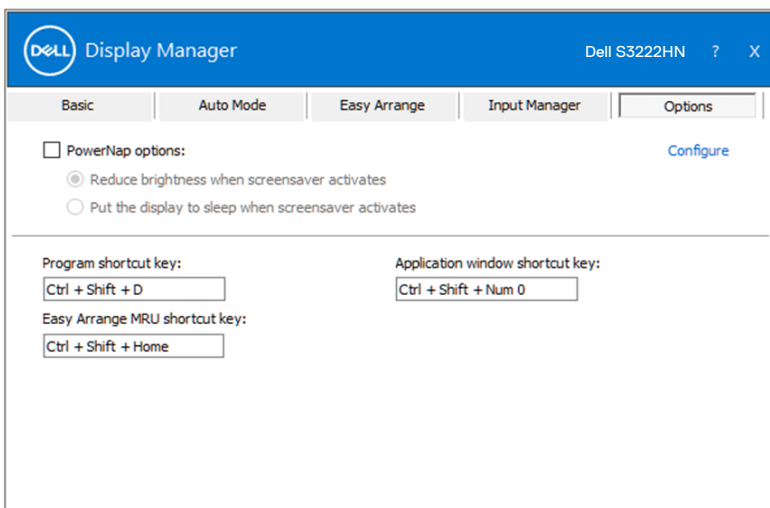 DELL Display Manager Dell S3222HN ? X
Basic Auto Mode Easy Arrange Input Manager Options
PowerNap options: Configure
Reduce brightness when screensaver activates
Put the display to sleep when screensaver activates
Program shortcut key: Application window shortcut key:
Ctrl + Shift + D Ctrl + Shift + Num 0
Easy Arrange MRU shortcut key:
Ctrl + Shift + Home